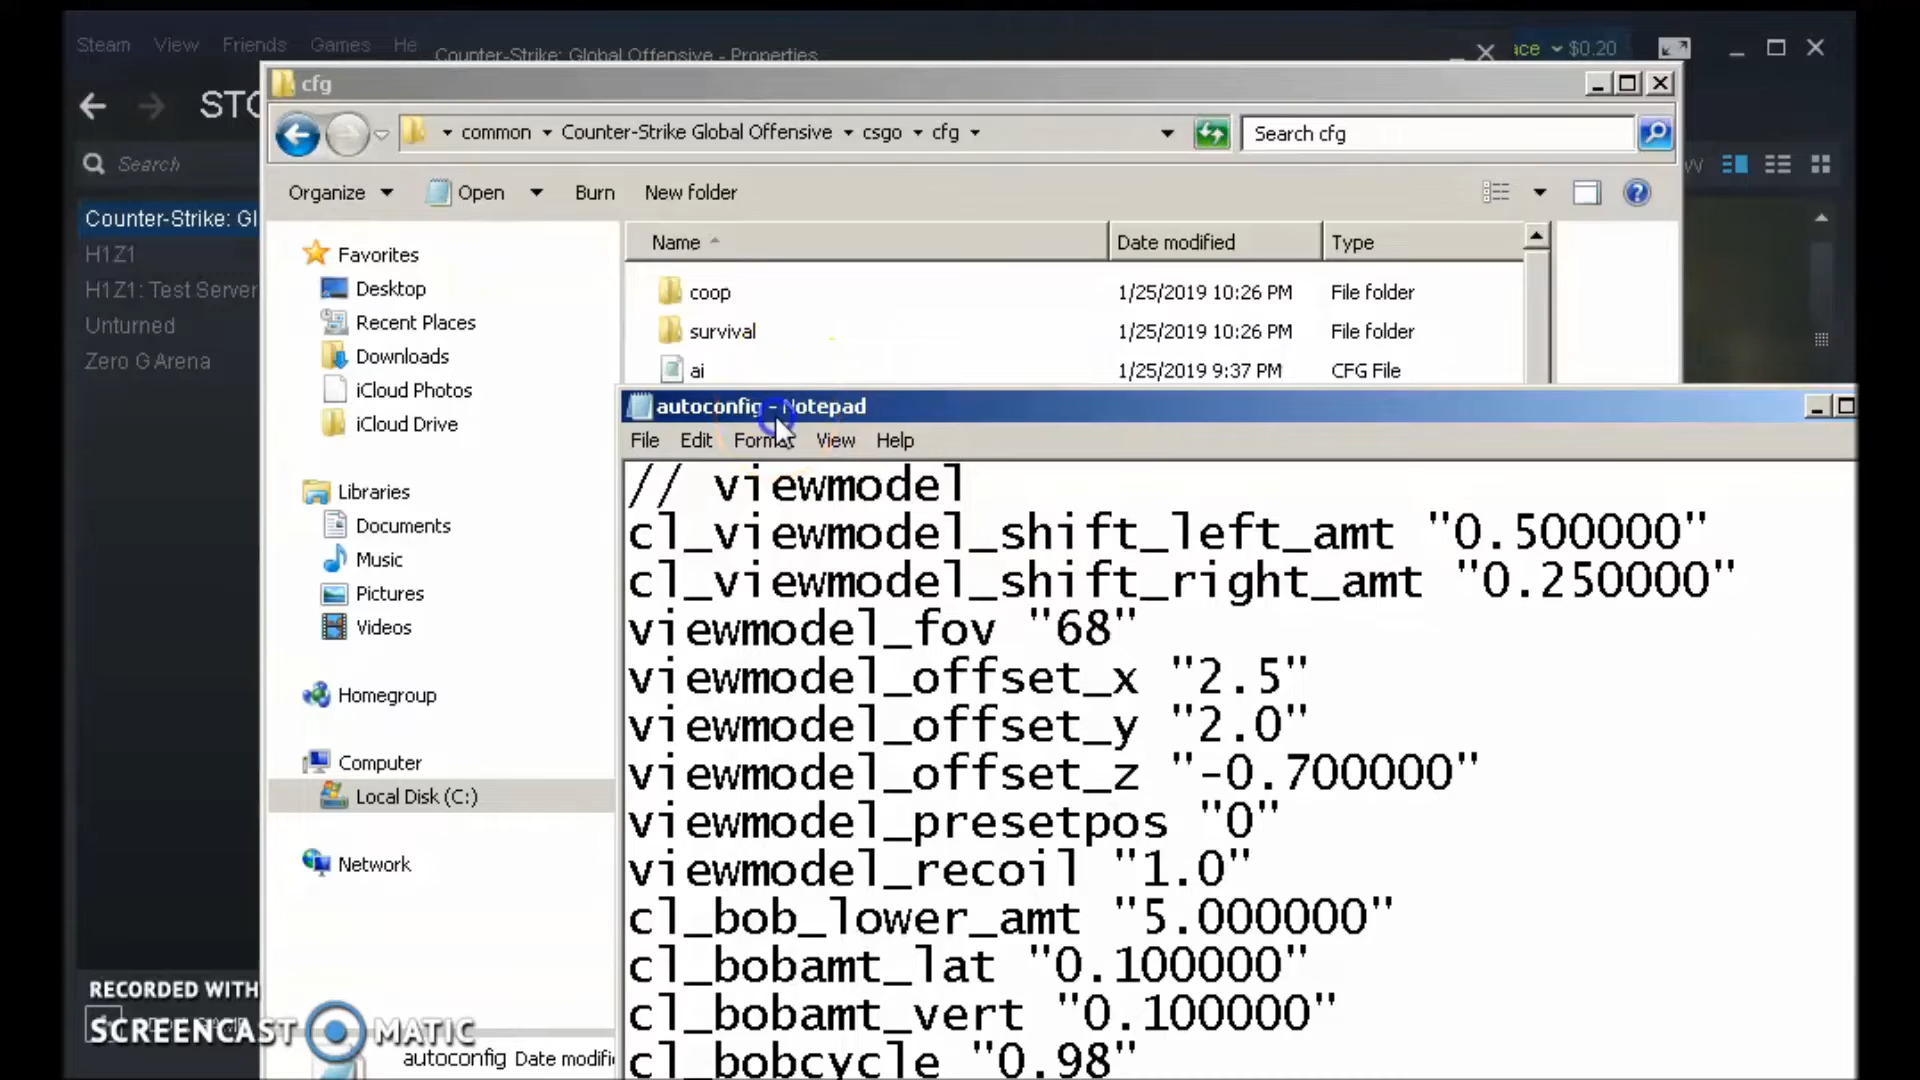 Steam View Friends Games He
Counter-Strike: Global Offensive - Properties
ace $0.20
STO
cfg
common Counter-Strike Global Offensive csgo cfg
Search cfg
Search
Organize Open Burn New folder
Counter-Strike: Gl
H1Z1
H1Z1: Test Server
Unturned
Zero G Arena
Favorites
Desktop
Recent Places
Downloads
iCloud Photos
iCloud Drive
Libraries
Documents
Music
Pictures
Videos
Homegroup
Computer
Local Disk (C:)
Network
Name Date modified Type
coop 1/25/2019 10:26 PM File folder
survival 1/25/2019 10:26 PM File folder
ai 1/25/2019 9:37 PM CFG File
autoconfig - Notepad
File Edit Format View Help
// viewmodel
cl_viewmodel_shift_left_amt "0.500000"
cl_viewmodel_shift_right_amt "0.250000"
viewmodel_fov "68"
viewmodel_offset_x "2.5"
viewmodel_offset_y "2.0"
viewmodel_offset_z "-0.700000"
viewmodel_presetpos "0"
viewmodel_recoil "1.0"
cl_bob_lower_amt "5.000000"
cl_bobamt_lat "0.100000"
cl_bobamt_vert "0.100000"
cl_bobcycle "0.98"
autoconfig Date modifi
RECORDED WITH
SCREENCAST MATIC